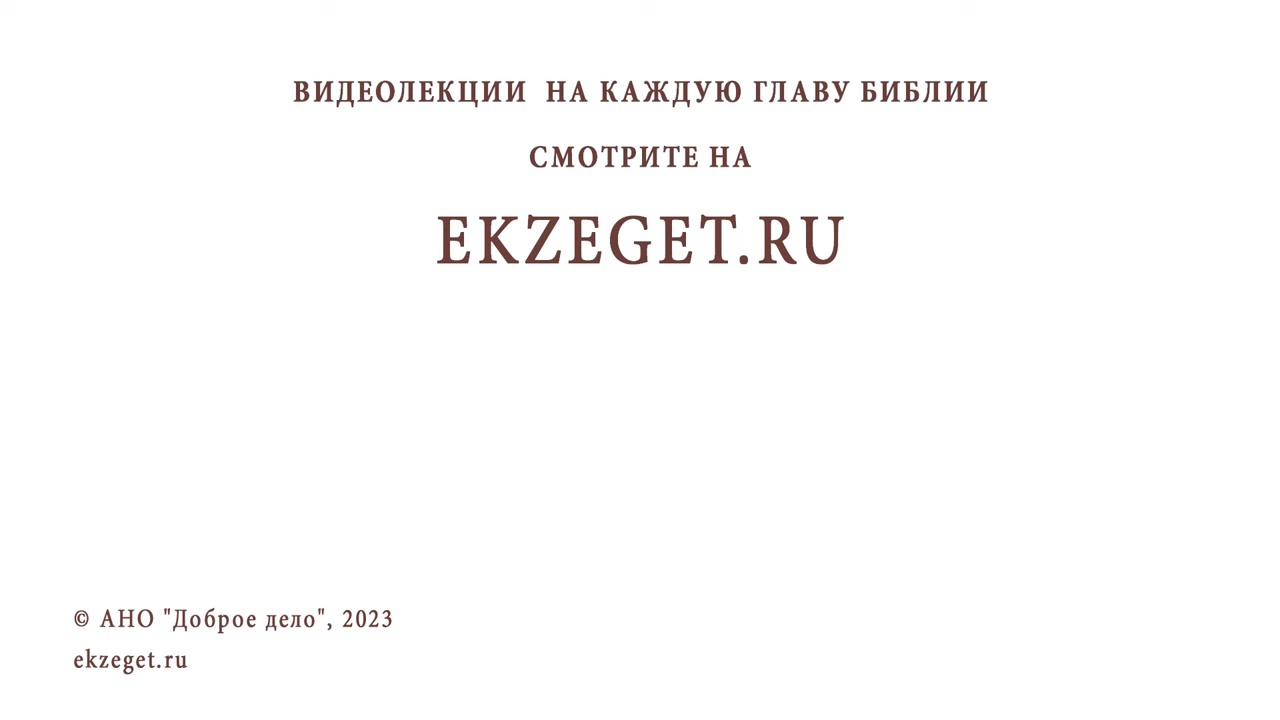 ВИДЕОЛЕКЦИИ НА КАЖДУЮ ГЛАВУ БИБЛИИ
СМОТРИТЕ НА
EKZEGET.RU
© АНО "Доброе дело", 2023
ekzeget.ru